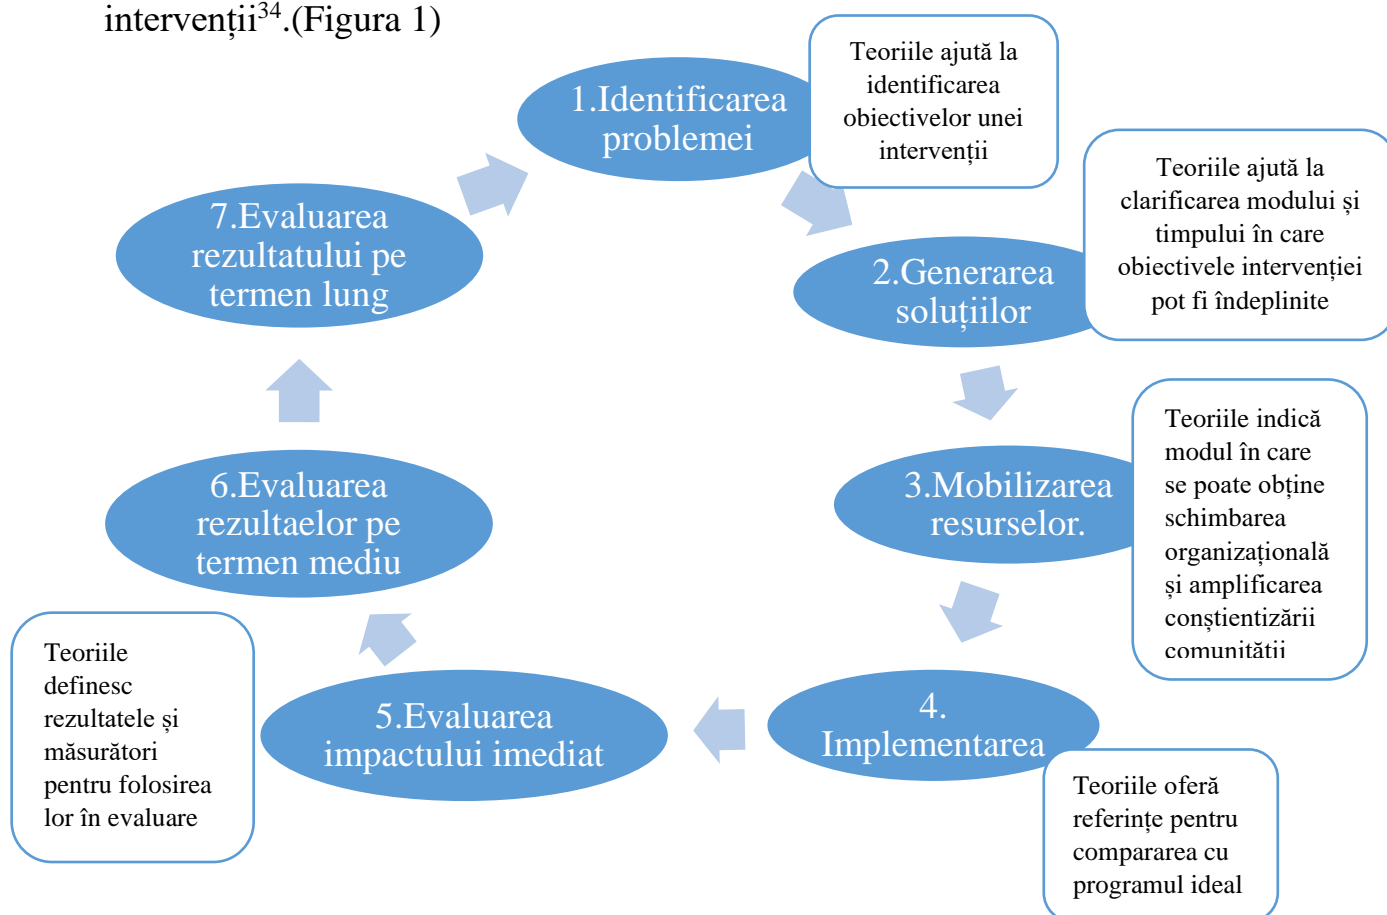 intervenții³⁴.(Figura 1)
1.Identificarea
problemei
Teoriile ajută la
identificarea
obiectivelor unei
intervenții
2.Generarea
soluțiilor
Teoriile ajută la
clarificarea modului și
timpului în care
obiectivele intervenției
pot fi îndeplinite
3.Mobilizarea
resurselor.
Teoriile indică
modul în care
se poate obține
schimbarea
organizațională
și amplificarea
conștientizării
comunității
4.
Implementarea
Teoriile oferă
referințe pentru
compararea cu
programul ideal
5.Evaluarea
impactului imediat
Teoriile
definesc
rezultatele și
măsurători
pentru folosirea
lor în evaluare
6.Evaluarea
rezultaelor pe
termen mediu
7.Evaluarea
rezultatului pe
termen lung